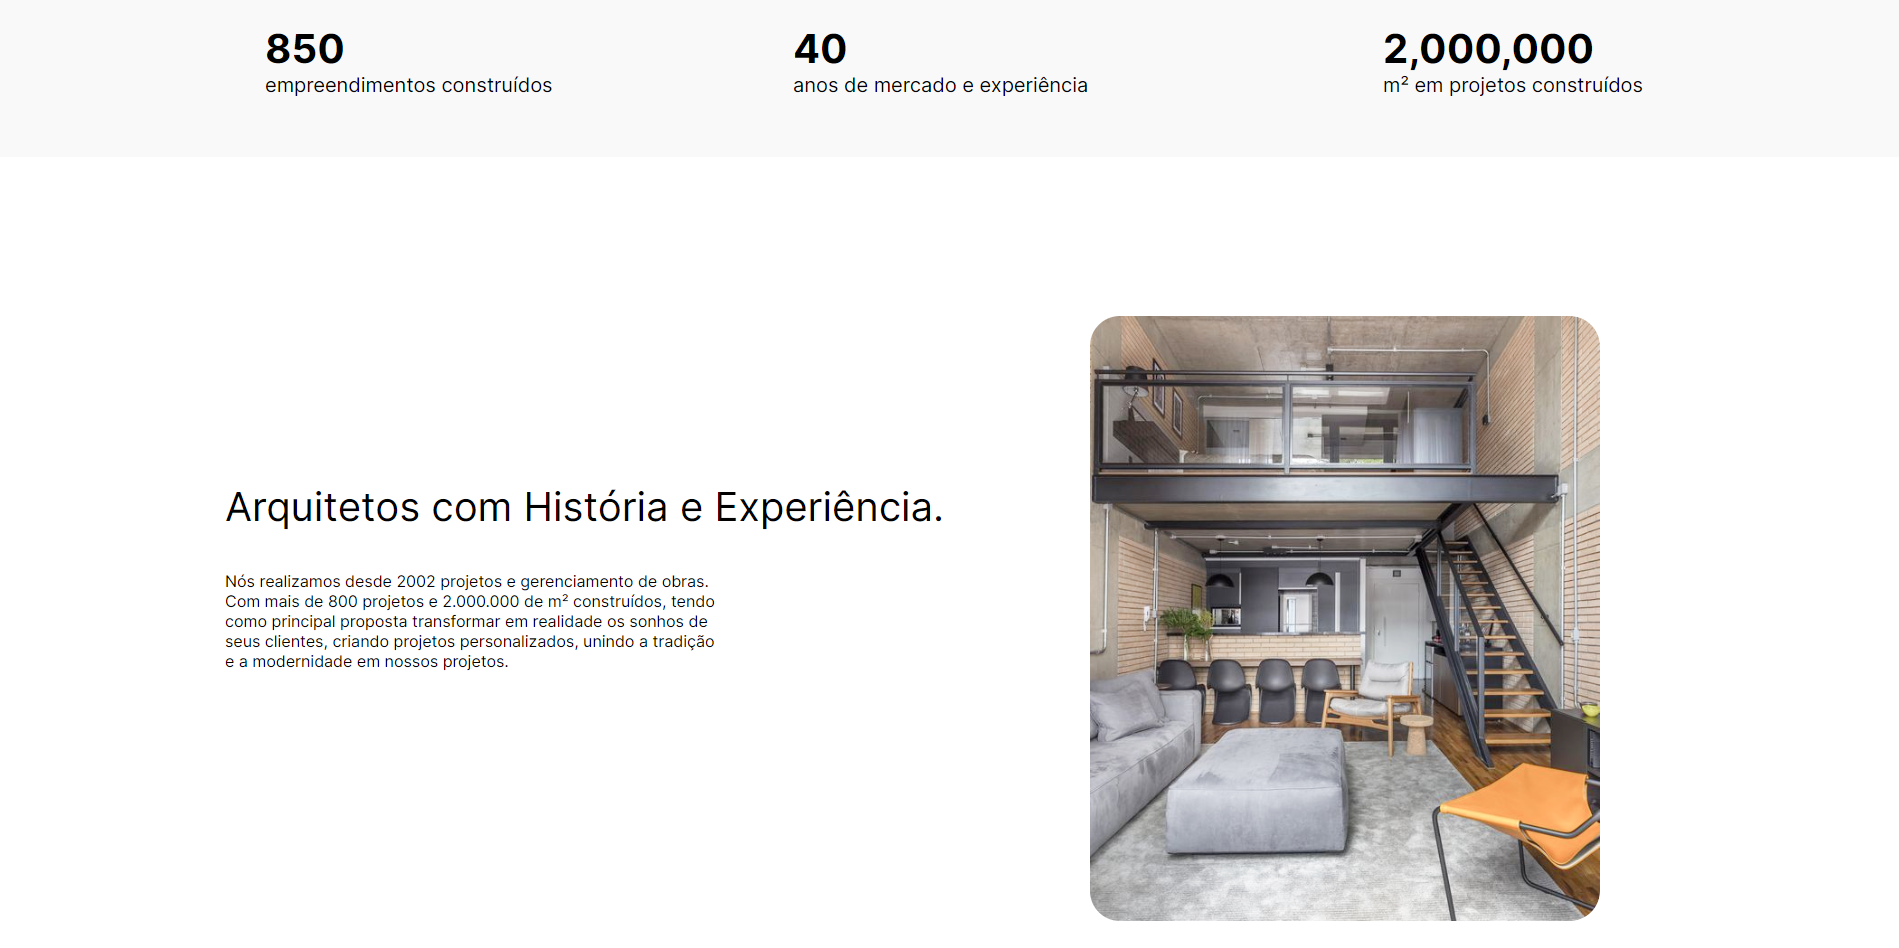 850
empreendimentos construídos
40
anos de mercado e experiência
2,000,000
m² em projetos construídos
Arquitetos com História e Experiência.
Nós realizamos desde 2002 projetos e gerenciamento de obras.
Com mais de 800 projetos e 2.000.000 de m² construídos, tendo
como principal proposta transformar em realidade os sonhos de
seus clientes, criando projetos personalizados, unindo a tradição
e a modernidade em nossos projetos.